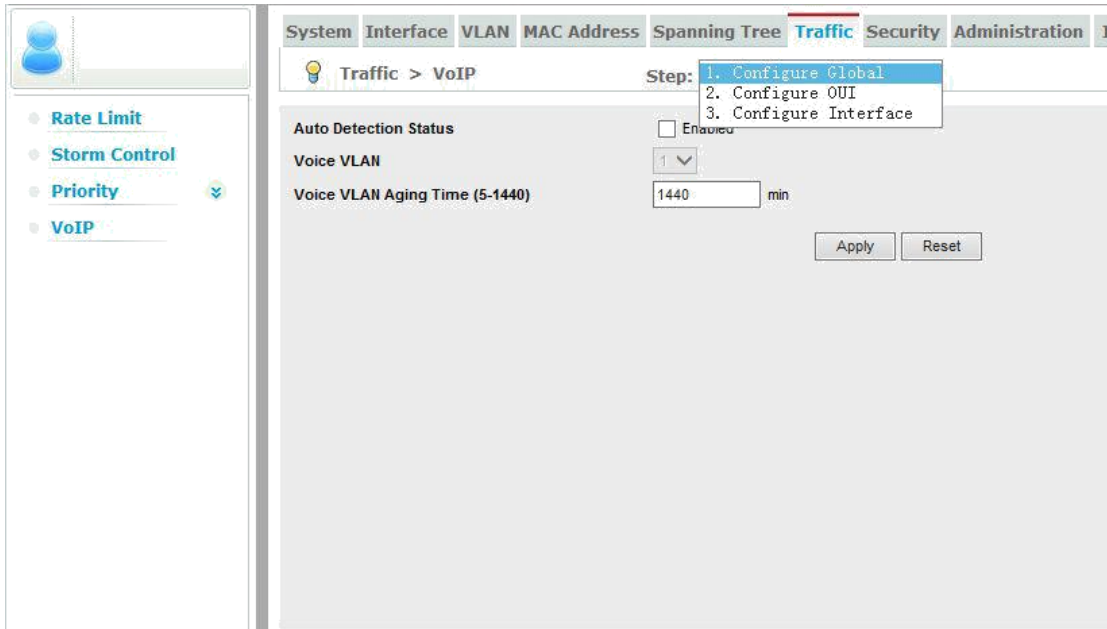 System Interface VLAN MAC Address Spanning Tree Traffic Security Administration
Traffic > VoIP
Step: 1. Configure Global
2. Configure OUI
3. Configure Interface
Rate Limit
Storm Control
Priority
VoIP
Auto Detection Status Enabled
Voice VLAN 1
Voice VLAN Aging Time (5-1440) 1440 min
Apply Reset